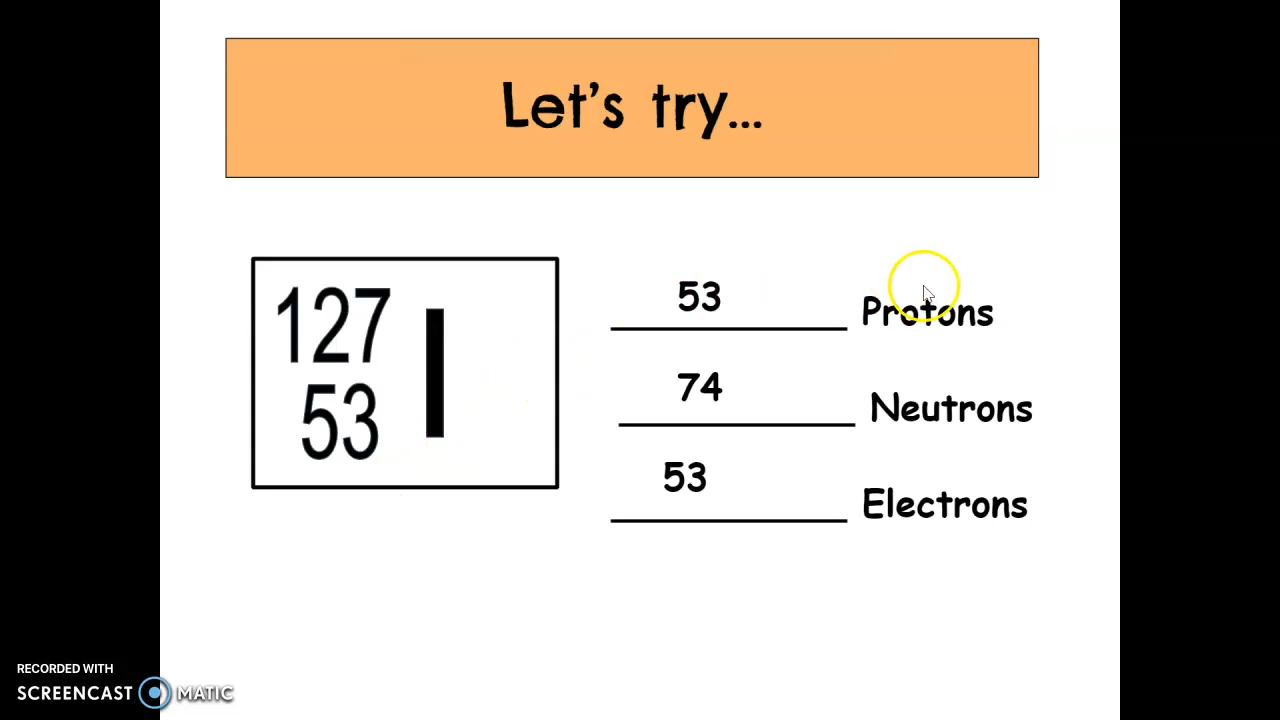 Let's try...
127
53 I
53 Protons
74 Neutrons
53 Electrons
RECORDED WITH
SCREENCAST MATIC